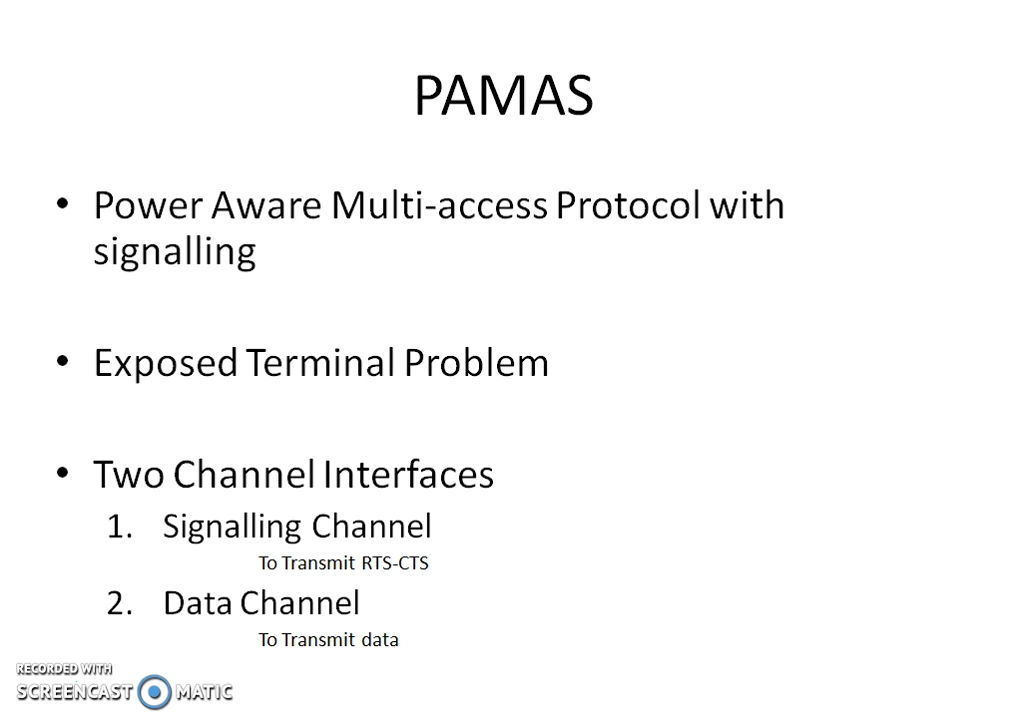 PAMAS
• Power Aware Multi-access Protocol with
signalling
• Exposed Terminal Problem
• Two Channel Interfaces
1. Signalling Channel
To Transmit RTS-CTS
2. Data Channel
To Transmit data
RECORDED WITH
SCREENCAST MATIC